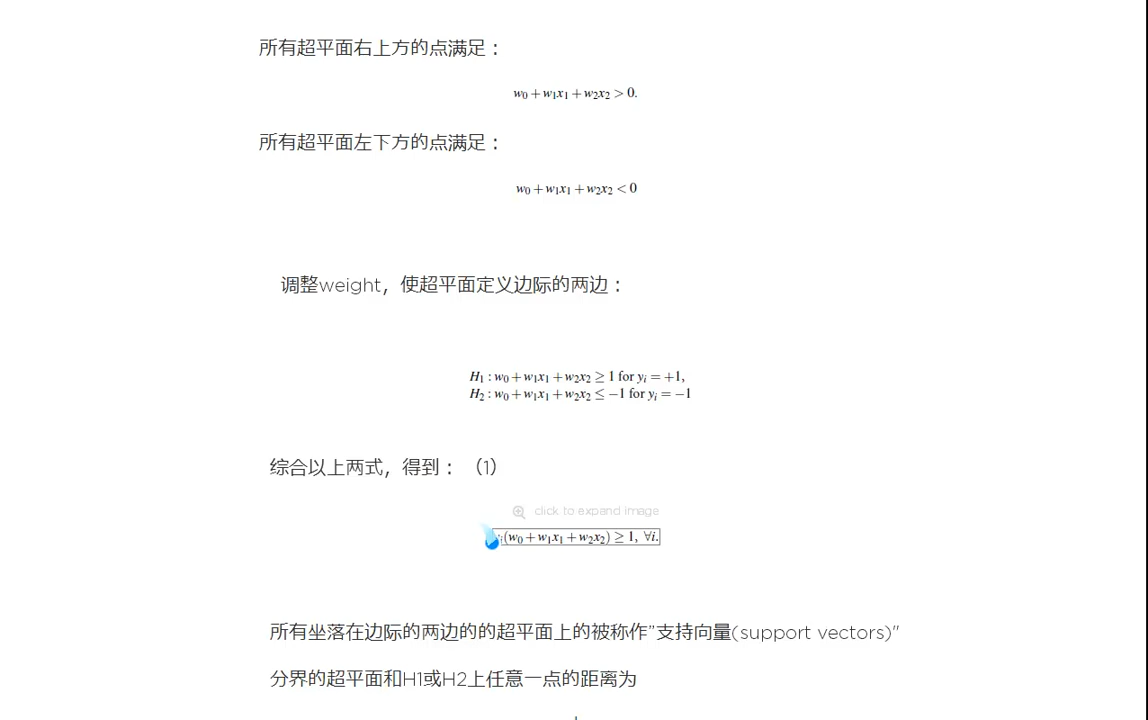 所有超平面右上方的点满足：
w₀ + w₁x₁ + w₂x₂ > 0.
所有超平面左下方的点满足：
w₀ + w₁x₁ + w₂x₂ < 0
调整weight，使超平面定义边际的两边：
H₁ : w₀ + w₁x₁ + w₂x₂ ≥ 1 for yᵢ = +1,
H₂ : w₀ + w₁x₁ + w₂x₂ ≤ −1 for yᵢ = −1
综合以上两式，得到：（1）
click to expand image
(w₀ + w₁x₁ + w₂x₂) ≥ 1, ∀i.
所有坐落在边际的两边的的超平面上的被称作”支持向量(support vectors)”
分界的超平面和H1或H2上任意一点的距离为